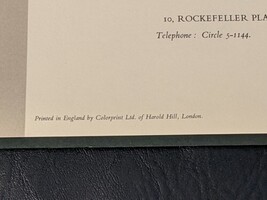 10, ROCKEFELLER PLA
Telephone : Circle 5-1144.
Printed in England by Colorprint Ltd. of Harold Hill, London.